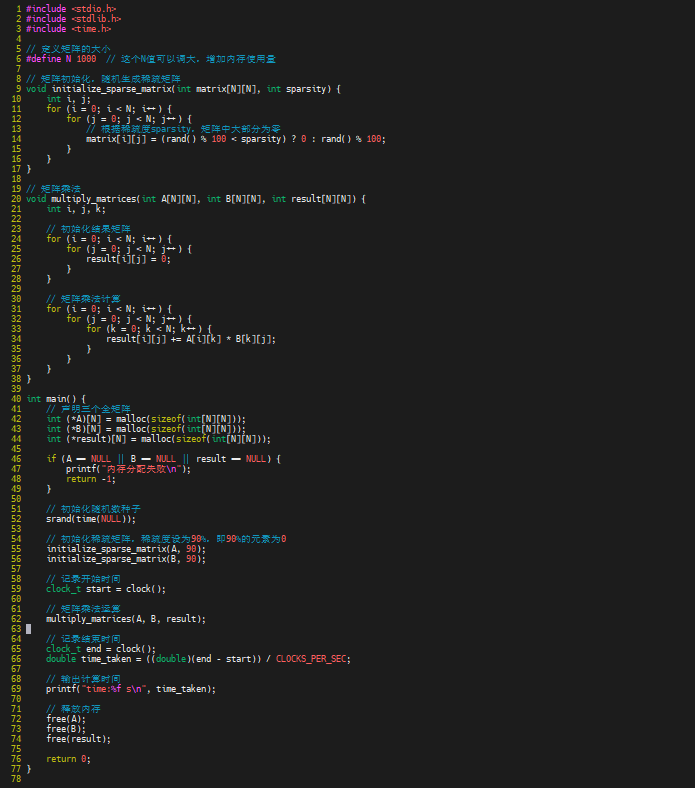 1 #include <stdio.h>
2 #include <stdlib.h>
3 #include <time.h>
4
5 // 定义矩阵的大小
6 #define N 1000  // 这个N值可以调大，增加内存使用量
7
8 // 矩阵初始化，随机生成稀疏矩阵
9 void initialize_sparse_matrix(int matrix[N][N], int sparsity) {
10     int i, j;
11     for (i = 0; i < N; i++) {
12         for (j = 0; j < N; j++) {
13             // 根据稀疏度sparsity，矩阵中大部分为零
14             matrix[i][j] = (rand() % 100 < sparsity) ? 0 : rand() % 100;
15         }
16     }
17 }
18
19 // 矩阵乘法
20 void multiply_matrices(int A[N][N], int B[N][N], int result[N][N]) {
21     int i, j, k;
22
23     // 初始化结果矩阵
24     for (i = 0; i < N; i++) {
25         for (j = 0; j < N; j++) {
26             result[i][j] = 0;
27         }
28     }
29
30     // 矩阵乘法计算
31     for (i = 0; i < N; i++) {
32         for (j = 0; j < N; j++) {
33             for (k = 0; k < N; k++) {
34                 result[i][j] += A[i][k] * B[k][j];
35             }
36         }
37     }
38 }
39
40 int main() {
41     // 声明三个全矩阵
42     int (*A)[N] = malloc(sizeof(int[N][N]));
43     int (*B)[N] = malloc(sizeof(int[N][N]));
44     int (*result)[N] = malloc(sizeof(int[N][N]));
45
46     if (A == NULL || B == NULL || result == NULL) {
47         printf("内存分配失败\n");
48         return -1;
49     }
50
51     // 初始化随机数种子
52     srand(time(NULL));
53
54     // 初始化稀疏矩阵，稀疏度设为90%，即90%的元素为0
55     initialize_sparse_matrix(A, 90);
56     initialize_sparse_matrix(B, 90);
57
58     // 记录开始时间
59     clock_t start = clock();
60
61     // 矩阵乘法运算
62     multiply_matrices(A, B, result);
63
64     // 记录结束时间
65     clock_t end = clock();
66     double time_taken = ((double)(end - start)) / CLOCKS_PER_SEC;
67
68     // 输出计算时间
69     printf("time:%f s\n", time_taken);
70
71     // 释放内存
72     free(A);
73     free(B);
74     free(result);
75
76     return 0;
77 }
78